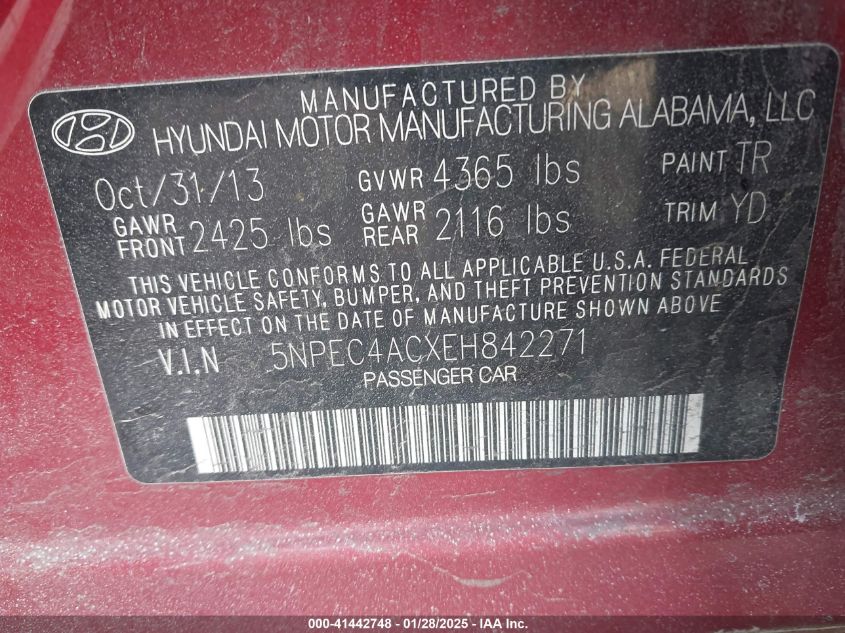 MANUFACTURED BY
HYUNDAI MOTOR MANUFACTURING ALABAMA, LLC
Oct/31/13 GVWR 4365 lbs PAINT TR
GAWR FRONT 2425 lbs GAWR REAR 2116 lbs TRIM YD
THIS VEHICLE CONFORMS TO ALL APPLICABLE U.S.A. FEDERAL
MOTOR VEHICLE SAFETY, BUMPER, AND THEFT PREVENTION STANDARDS
IN EFFECT ON THE DATE OF MANUFACTURE SHOWN ABOVE
V.I.N 5NPEC4ACXEH842271
PASSENGER CAR
000-41442748 - 01/28/2025 - IAA Inc.